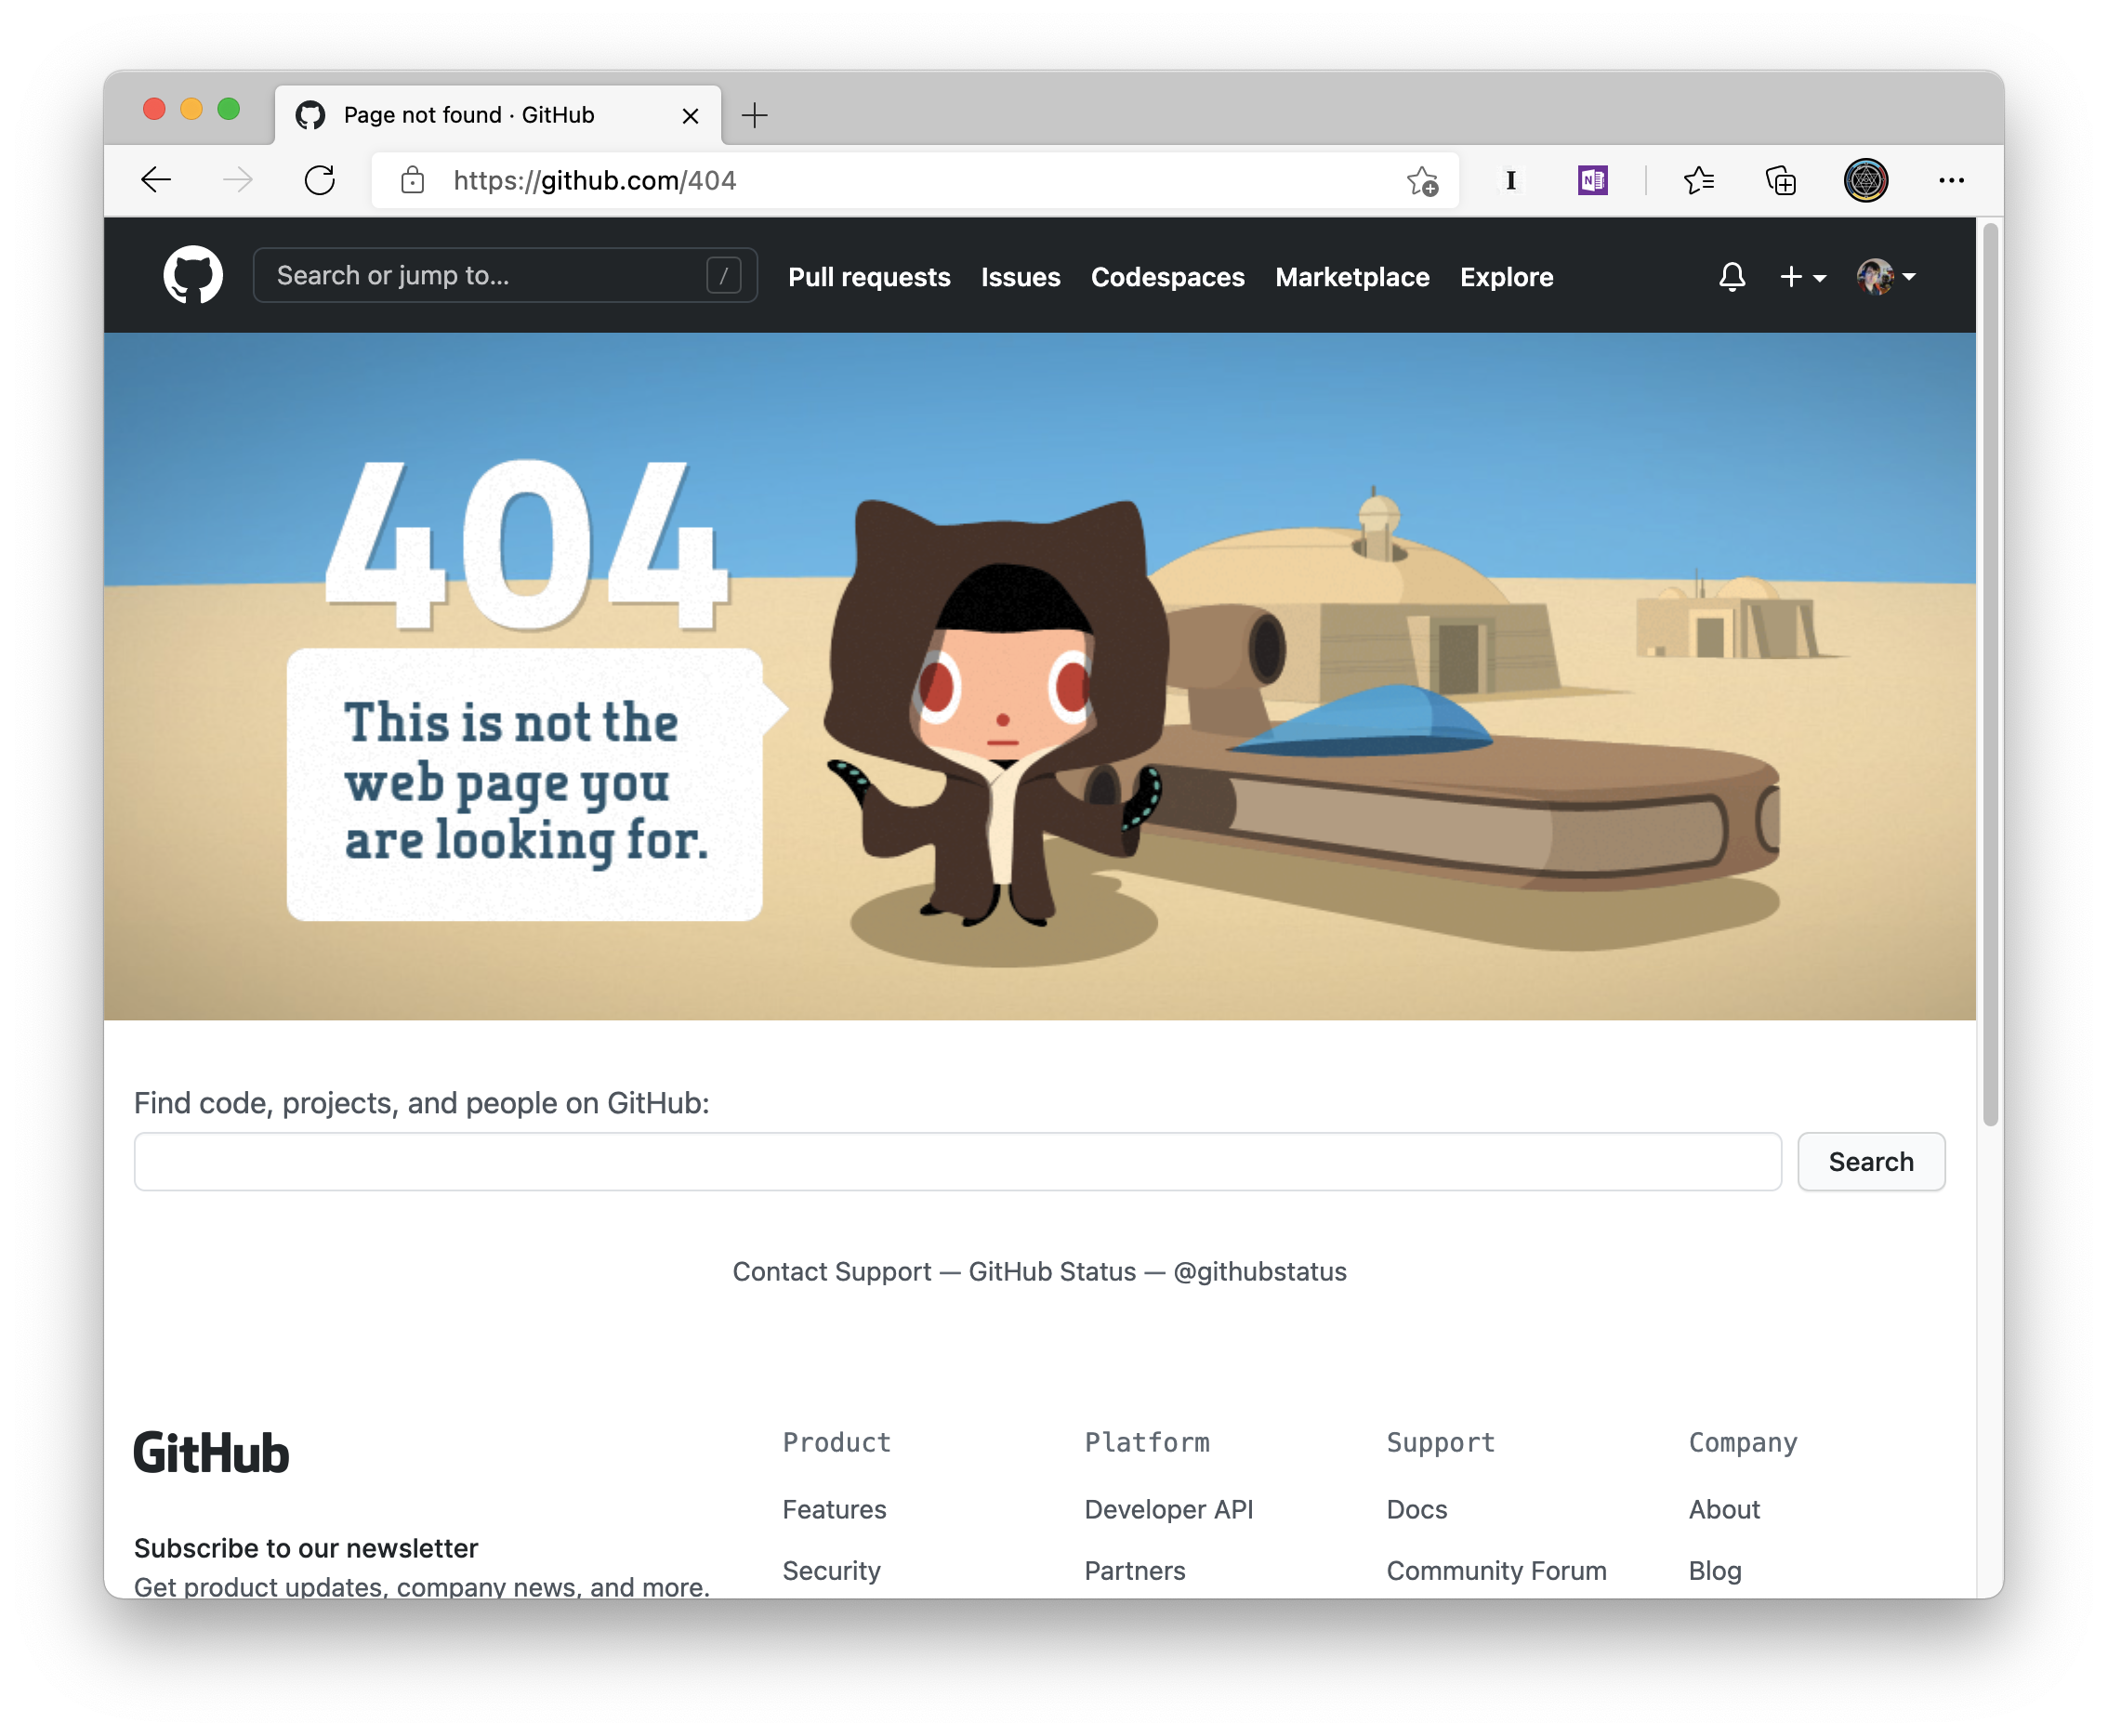 Page not found · GitHub
https://github.com/404
I
N
Search or jump to...
/
Pull requests Issues Codespaces Marketplace Explore
404
This is not the
web page you
are looking for.
Find code, projects, and people on GitHub:
Search
Contact Support — GitHub Status — @githubstatus
GitHub
Subscribe to our newsletter
Get product updates, company news, and more.
Product
Features
Security
Platform
Developer API
Partners
Support
Docs
Community Forum
Company
About
Blog